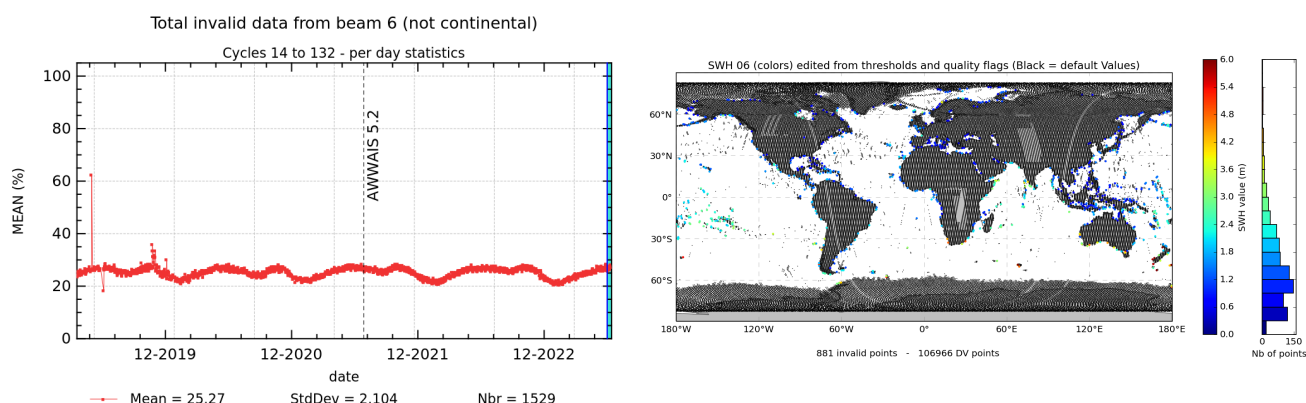 Total invalid data from beam 6 (not continental)
Cycles 14 to 132 - per day statistics
100
80
60
40
20
0
MEAN (%)
AWWAIS 5.2
12-2019 12-2020 12-2021 12-2022
date
Mean = 25.27 StdDev = 2.104 Nbr = 1529
SWH 06 (colors) edited from thresholds and quality flags (Black = default Values)
60°N
30°N
0°
30°S
60°S
180°W 120°W 60°W 0° 60°E 120°E 180°E
881 invalid points - 106966 DV points
6.0
5.4
4.8
4.2
3.6
3.0
2.4
1.8
1.2
0.6
0.0
SWH value (m)
0 150
Nb of points